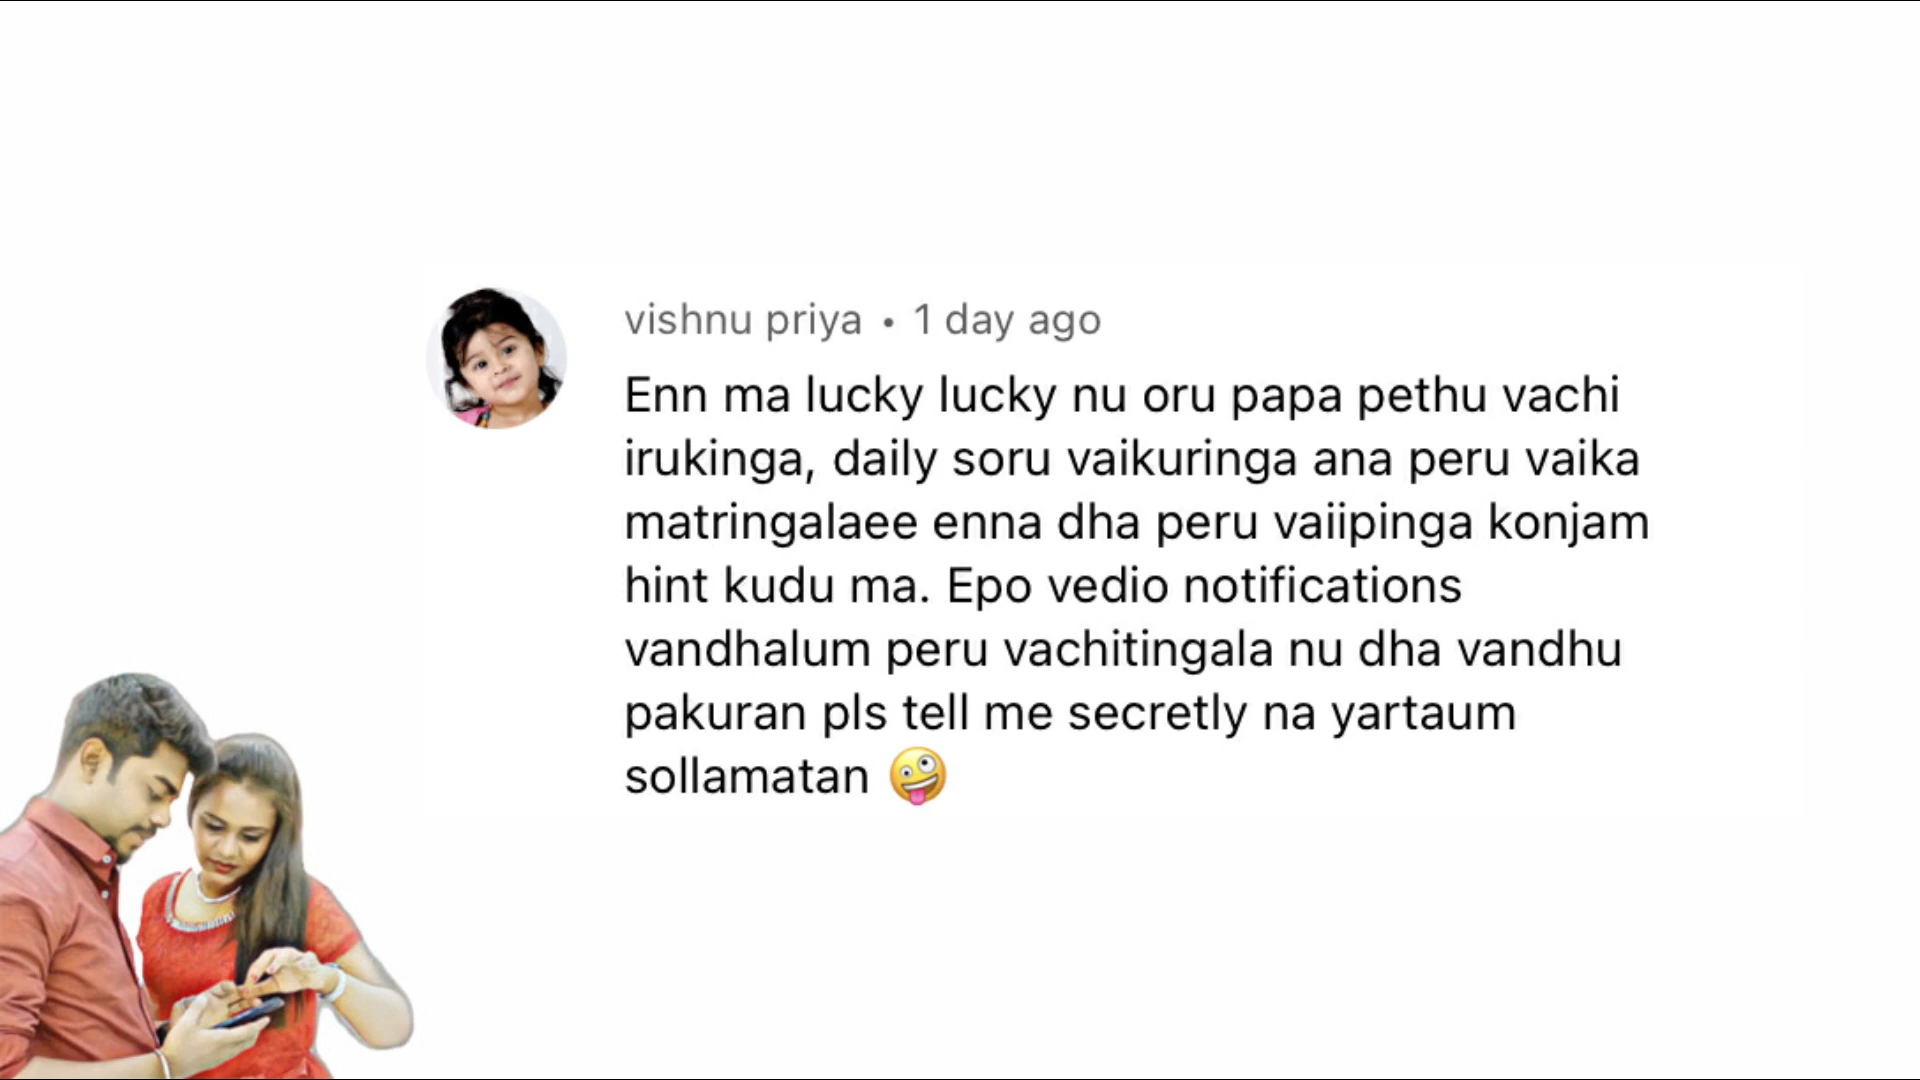 vishnu priya • 1 day ago
Enn ma lucky lucky nu oru papa pethu vachi
irukinga, daily soru vaikuringa ana peru vaika
matringalaee enna dha peru vaiipinga konjam
hint kudu ma. Epo vedio notifications
vandhalum peru vachitingala nu dha vandhu
pakuran pls tell me secretly na yartaum
sollamatan 🤪